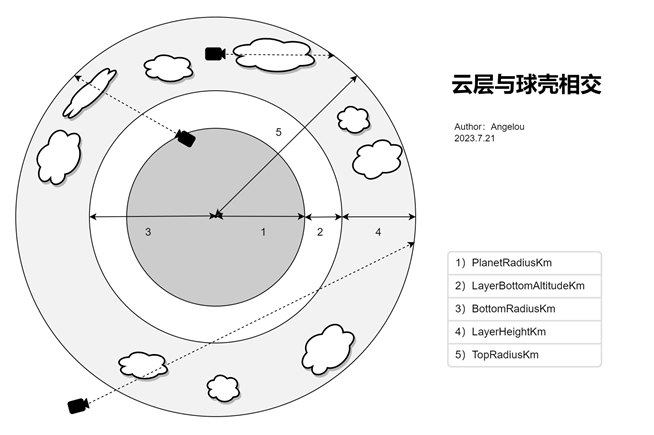 云层与球壳相交
Author： Angelou
2023.7.21
5
3
1
2
4
1）PlanetRadiusKm
2）LayerBottomAltitudeKm
3）BottomRadiusKm
4）LayerHeightKm
5）TopRadiusKm